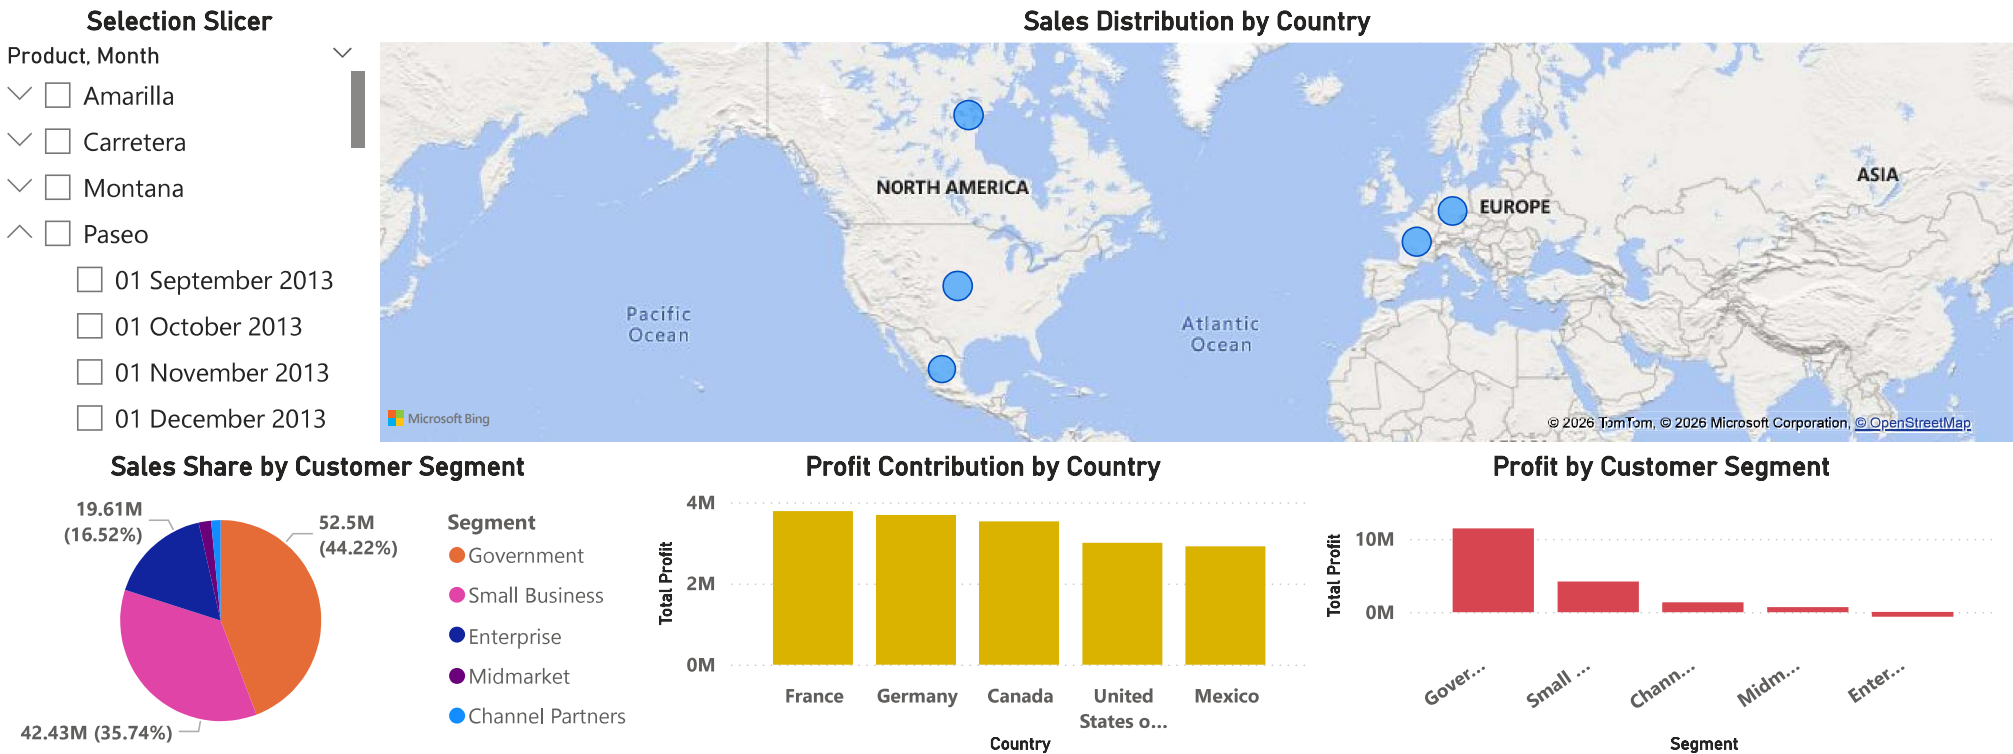 Selection Slicer
Product, Month
Amarilla
Carretera
Montana
Paseo
01 September 2013
01 October 2013
01 November 2013
01 December 2013
Sales Distribution by Country
NORTH AMERICA
EUROPE
ASIA
Pacific
Ocean
Atlantic
Ocean
Microsoft Bing
© 2026 TomTom, © 2026 Microsoft Corporation, © OpenStreetMap
Sales Share by Customer Segment
19.61M
(16.52%)
52.5M
(44.22%)
42.43M (35.74%)
Segment
Government
Small Business
Enterprise
Midmarket
Channel Partners
Profit Contribution by Country
Total Profit
4M
2M
0M
France
Germany
Canada
United
States o...
Mexico
Country
Profit by Customer Segment
Total Profit
10M
0M
Gover...
Small ...
Chann...
Midm...
Enter...
Segment